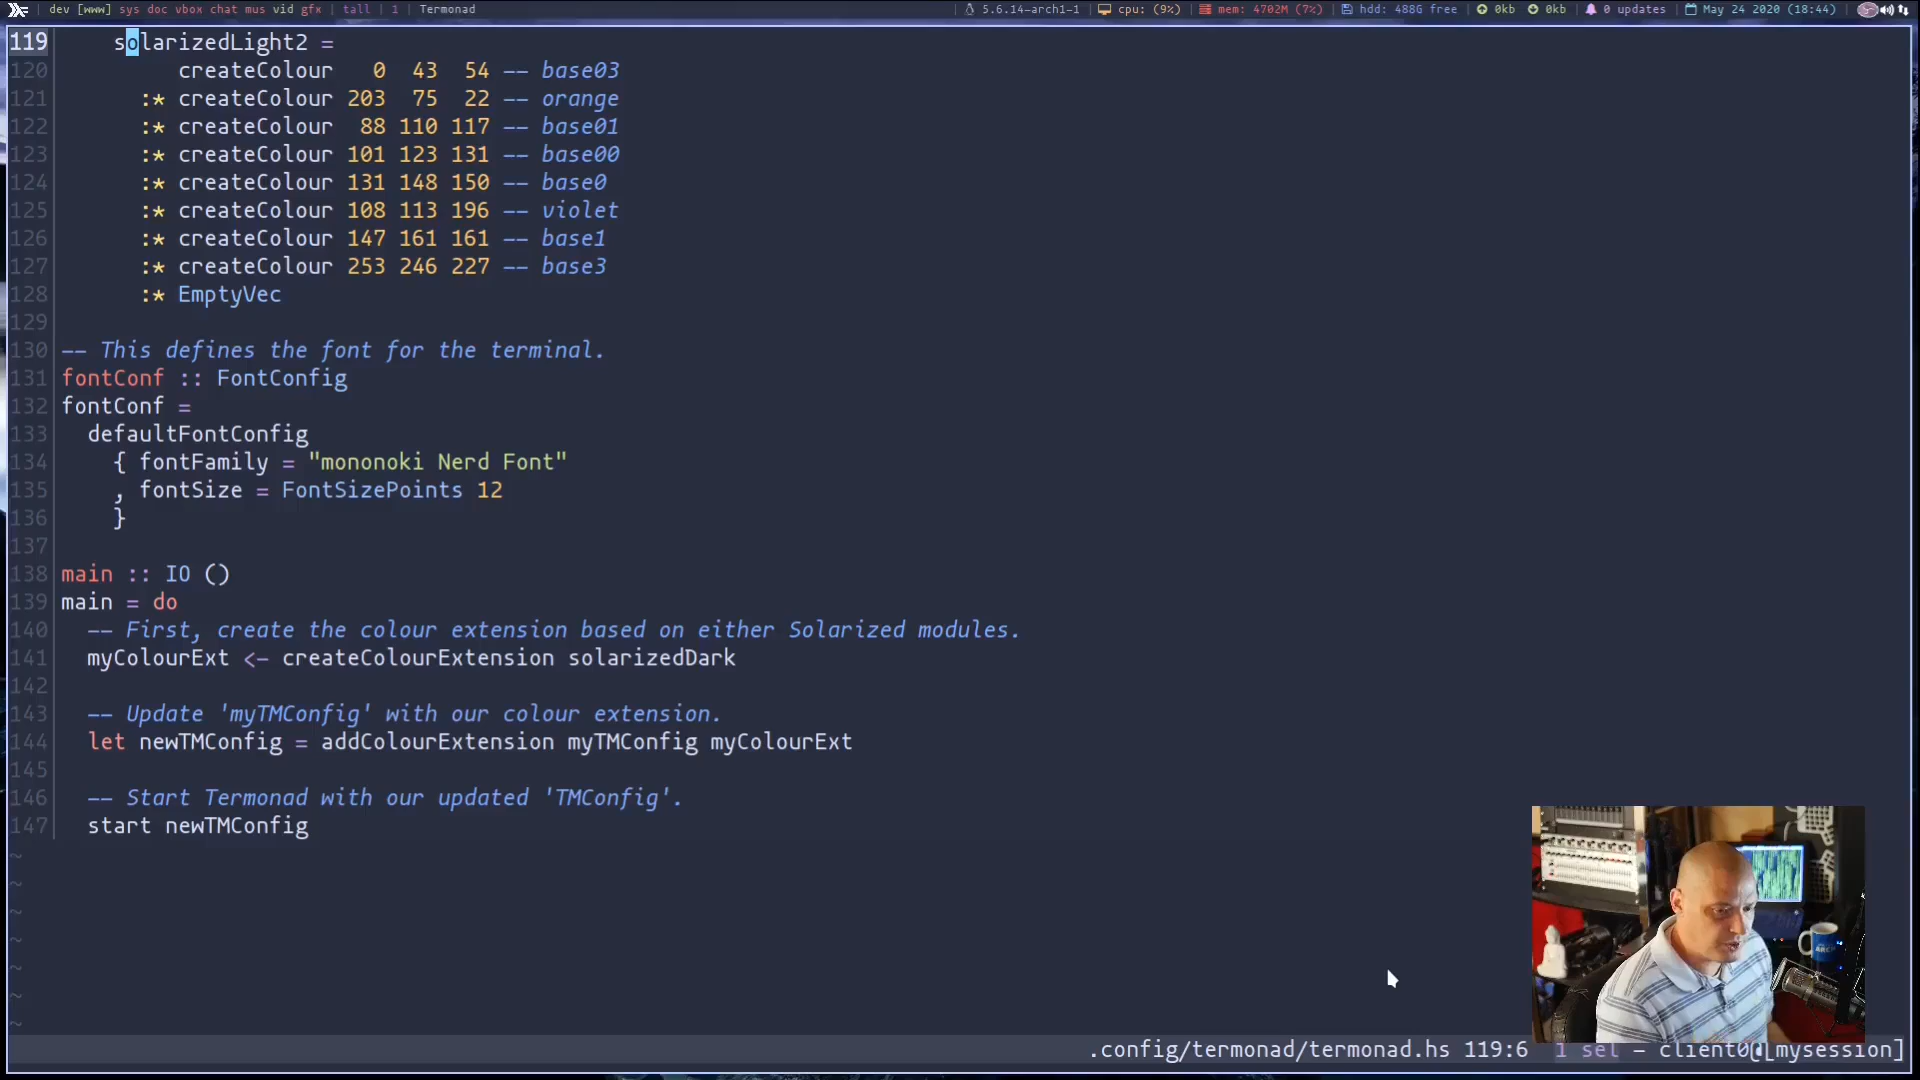 dev [www] sys doc vbox chat mus vid gfx | tall | 1 | Termonad
| 5.6.14-arch1-1 | cpu: (9%) | mem: 4702M (7%) | hdd: 488G free | 0kb 0kb | 0 updates | May 24 2020 (18:44) |
119 solarizedLight2 =
120 createColour 0 43 54 -- base03
121 :* createColour 203 75 22 -- orange
122 :* createColour 88 110 117 -- base01
123 :* createColour 101 123 131 -- base00
124 :* createColour 131 148 150 -- base0
125 :* createColour 108 113 196 -- violet
126 :* createColour 147 161 161 -- base1
127 :* createColour 253 246 227 -- base3
128 :* EmptyVec
129
130 -- This defines the font for the terminal.
131 fontConf :: FontConfig
132 fontConf =
133 defaultFontConfig
134 { fontFamily = "mononoki Nerd Font"
135 , fontSize = FontSizePoints 12
136 }
137
138 main :: IO ()
139 main = do
140 -- First, create the colour extension based on either Solarized modules.
141 myColourExt <- createColourExtension solarizedDark
142
143 -- Update 'myTMConfig' with our colour extension.
144 let newTMConfig = addColourExtension myTMConfig myColourExt
145
146 -- Start Termonad with our updated 'TMConfig'.
147 start newTMConfig
~
~
~
~
~
~
~
.config/termonad/termonad.hs 119:6 1 sel - client0@[mysession]